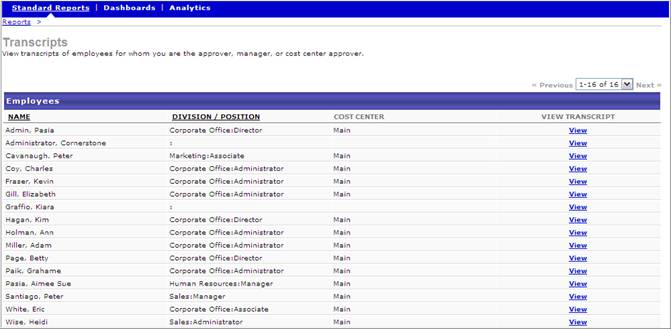 Standard Reports | Dashboards | Analytics
Reports >
Transcripts
View transcripts of employees for whom you are the approver, manager, or cost center approver.
« Previous 1-16 of 16 Next »
Employees
NAME DIVISION / POSITION COST CENTER VIEW TRANSCRIPT
Admin, Pasia Corporate Office:Director Main View
Administrator, Cornerstone : View
Cavanaugh, Peter Marketing:Associate Main View
Coy, Charles Corporate Office:Administrator Main View
Fraser, Kevin Corporate Office:Administrator Main View
Gill, Elizabeth Corporate Office:Administrator Main View
Graffio, Kiara : View
Hagan, Kim Corporate Office:Director Main View
Holman, Ann Corporate Office:Administrator Main View
Miller, Adam Corporate Office:Administrator Main View
Page, Betty Corporate Office:Director Main View
Paik, Grahame Corporate Office:Administrator Main View
Pasia, Aimee Sue Human Resources:Manager Main View
Santiago, Peter Sales:Manager Main View
White, Eric Corporate Office:Associate Main View
Wise, Heidi Sales:Administrator Main View